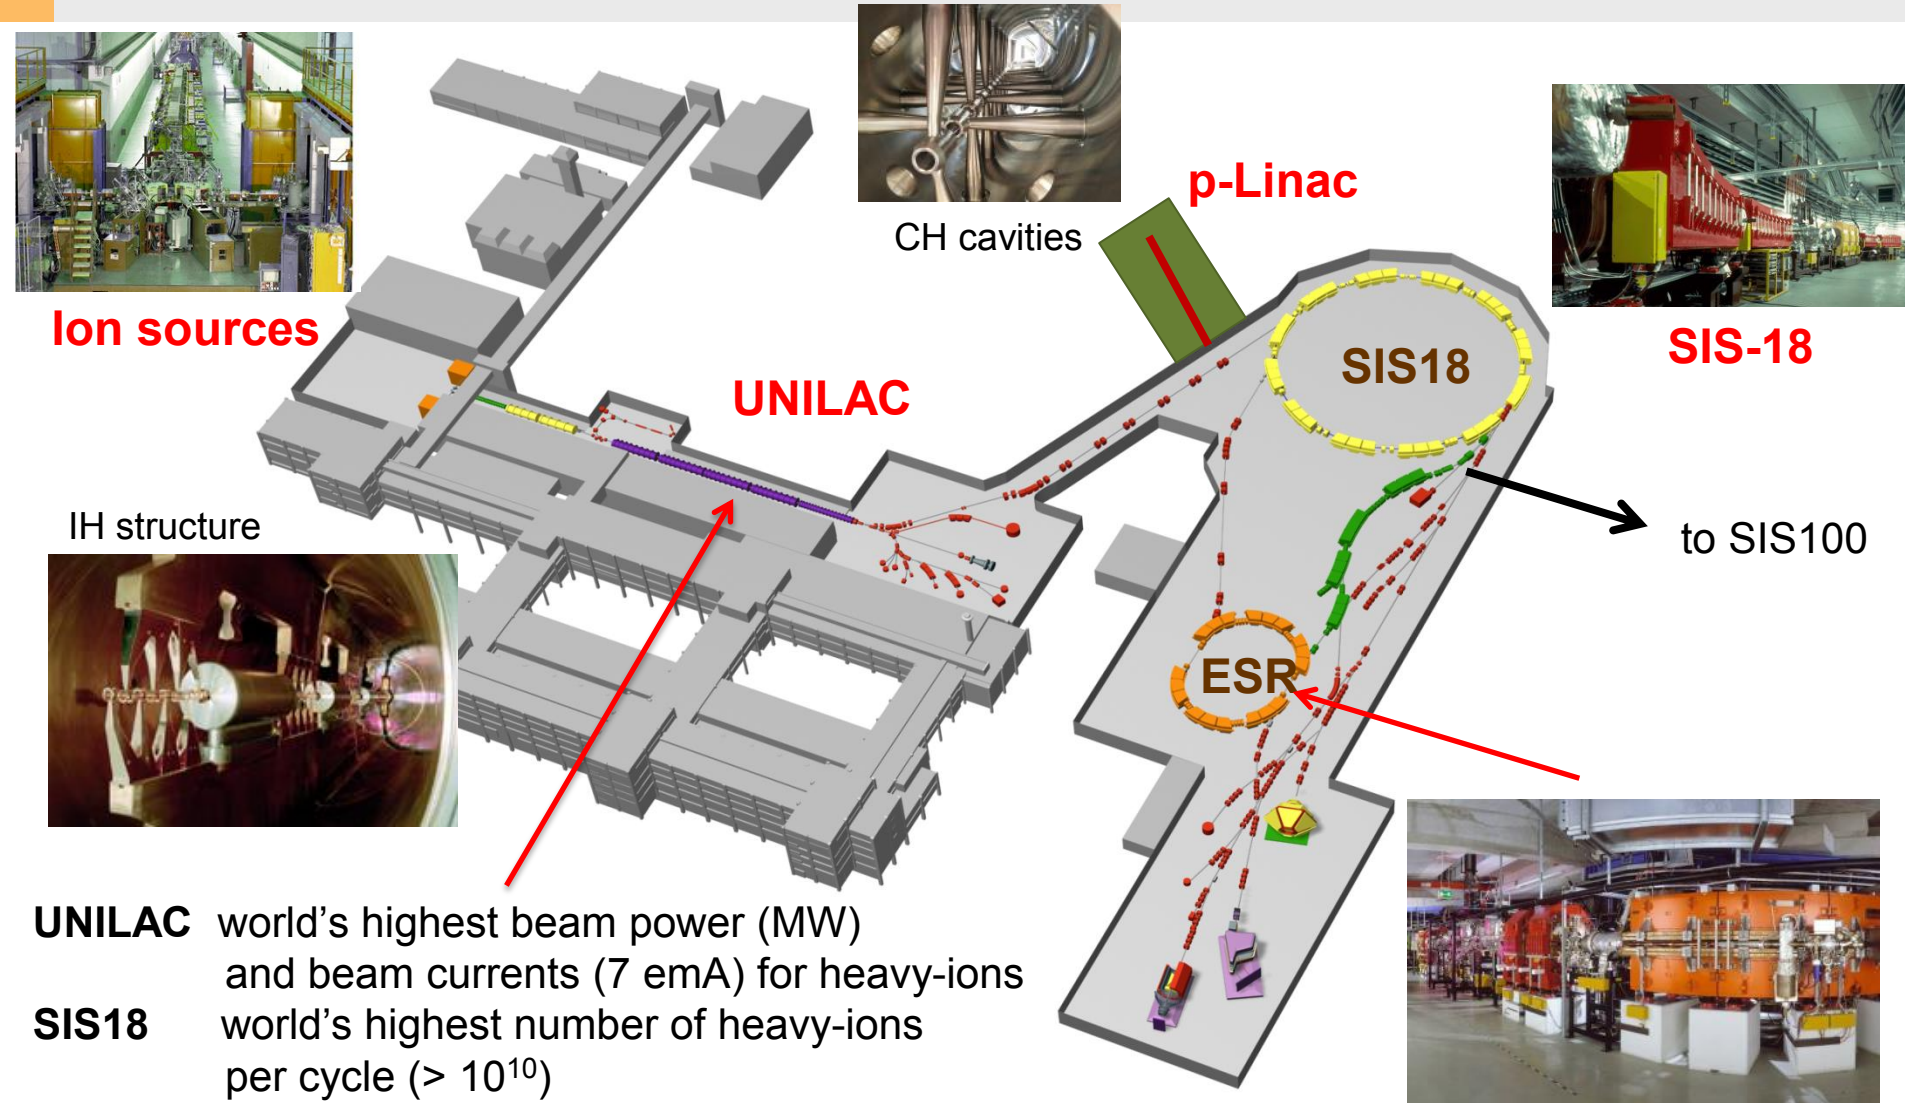 CH cavities
p-Linac
Ion sources
SIS-18
SIS18
UNILAC
IH structure
to SIS100
ESR
UNILAC world’s highest beam power (MW)
and beam currents (7 emA) for heavy-ions
SIS18 world’s highest number of heavy-ions
per cycle (> 10¹⁰)